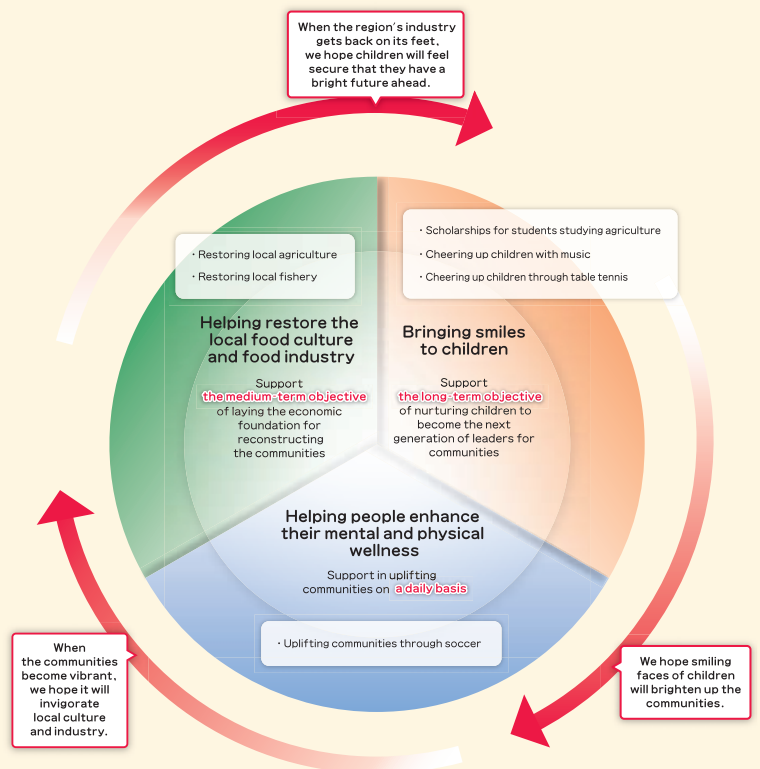 When the region's industry
gets back on its feet,
we hope children will feel
secure that they have a
bright future ahead.
・Restoring local agriculture
・Restoring local fishery
Helping restore the
local food culture
and food industry
Support
the medium-term objective
of laying the economic
foundation for
reconstructing
the communities
・Scholarships for students studying agriculture
・Cheering up children with music
・Cheering up children through table tennis
Bringing smiles
to children
Support
the long-term objective
of nurturing children to
become the next
generation of leaders for
communities
Helping people enhance
their mental and physical
wellness
Support in uplifting
communities on a daily basis
・Uplifting communities through soccer
When
the communities
become vibrant,
we hope it will
invigorate
local culture
and industry.
We hope smiling
faces of children
will brighten up the
communities.